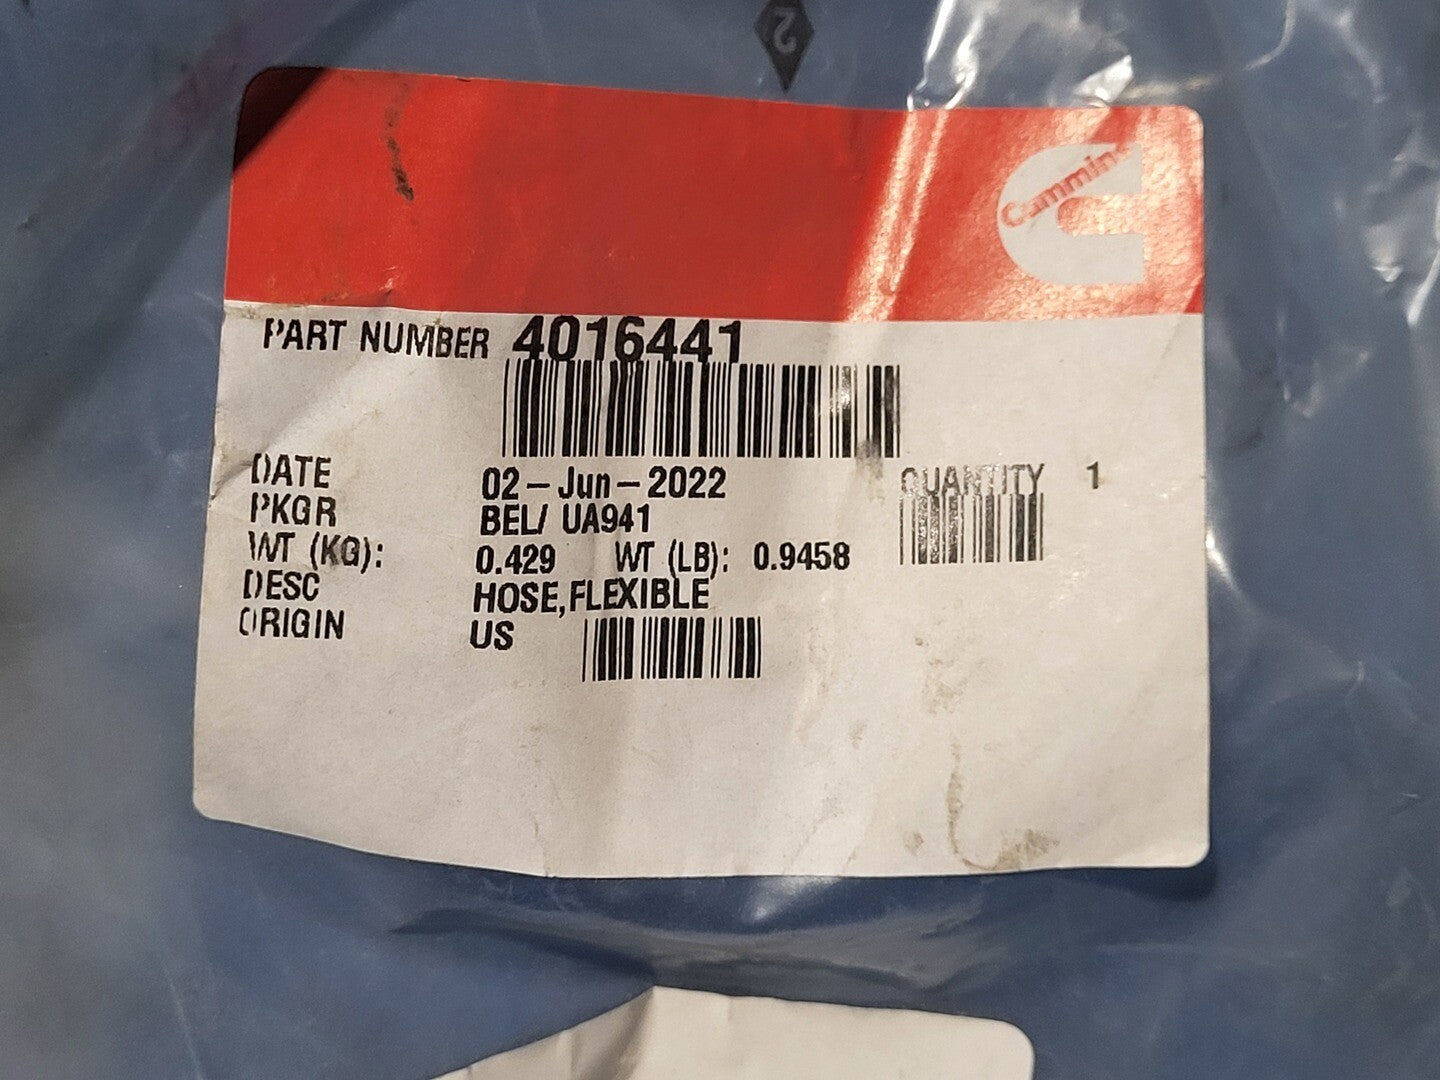 2
Cummins
PART NUMBER 4016441
DATE 02-Jun-2022 QUANTITY 1
PKGR BEL/ UA941
WT (KG): 0.429 WT (LB): 0.9458
DESC HOSE,FLEXIBLE
ORIGIN US